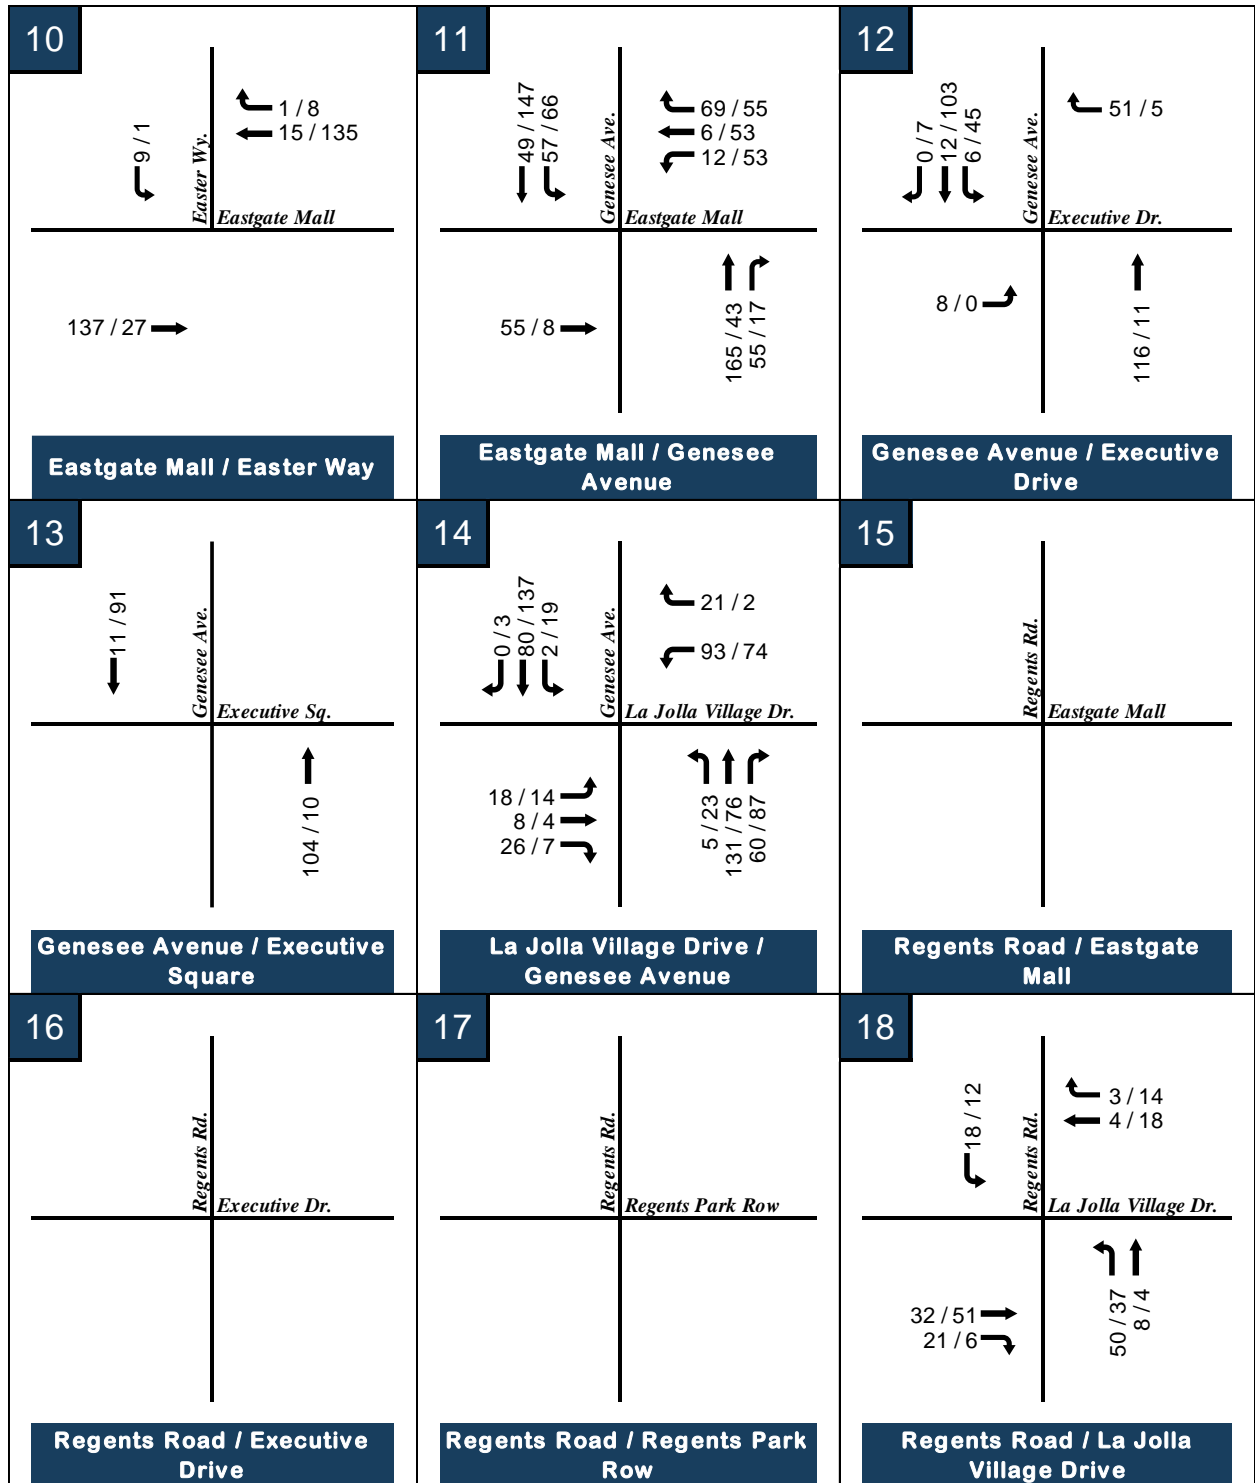 10
9 / 1
Easter Wy.
1 / 8
15 / 135
Eastgate Mall
137 / 27
Eastgate Mall / Easter Way
11
49 / 147
57 / 66
Genesee Ave.
69 / 55
6 / 53
12 / 53
Eastgate Mall
55 / 8
165 / 43
55 / 17
Eastgate Mall / Genesee
Avenue
12
0 / 7
12 / 103
6 / 45
Genesee Ave.
51 / 5
Executive Dr.
8 / 0
116 / 11
Genesee Avenue / Executive
Drive
13
11 / 91
Genesee Ave.
Executive Sq.
104 / 10
Genesee Avenue / Executive
Square
14
0 / 3
80 / 137
2 / 19
Genesee Ave.
21 / 2
93 / 74
La Jolla Village Dr.
18 / 14
8 / 4
26 / 7
5 / 23
131 / 76
60 / 87
La Jolla Village Drive /
Genesee Avenue
15
Regents Rd.
Eastgate Mall
Regents Road / Eastgate
Mall
16
Regents Rd.
Executive Dr.
Regents Road / Executive
Drive
17
Regents Rd.
Regents Park Row
Regents Road / Regents Park
Row
18
18 / 12
Regents Rd.
3 / 14
4 / 18
La Jolla Village Dr.
32 / 51
21 / 6
50 / 37
8 / 4
Regents Road / La Jolla
Village Drive